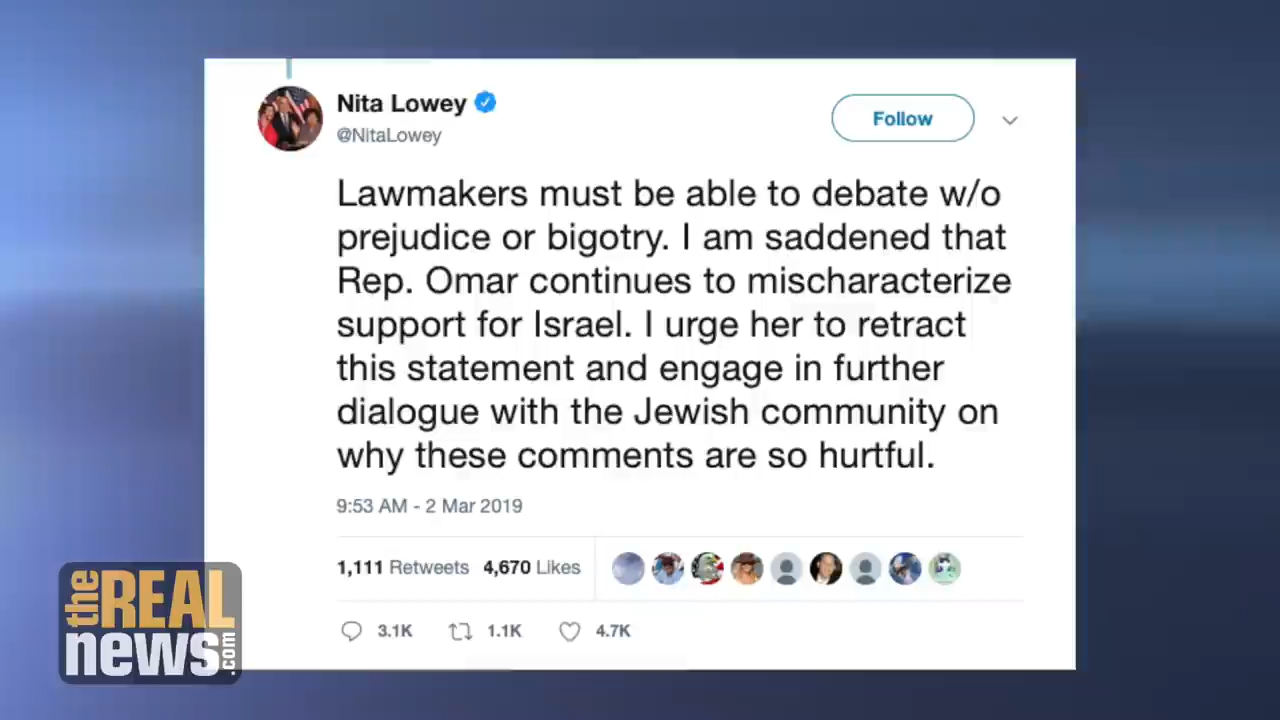 Nita Lowey
@NitaLowey
Follow
Lawmakers must be able to debate w/o
prejudice or bigotry. I am saddened that
Rep. Omar continues to mischaracterize
support for Israel. I urge her to retract
this statement and engage in further
dialogue with the Jewish community on
why these comments are so hurtful.
9:53 AM - 2 Mar 2019
1,111 Retweets 4,670 Likes
3.1K 1.1K 4.7K
the REAL
news.com